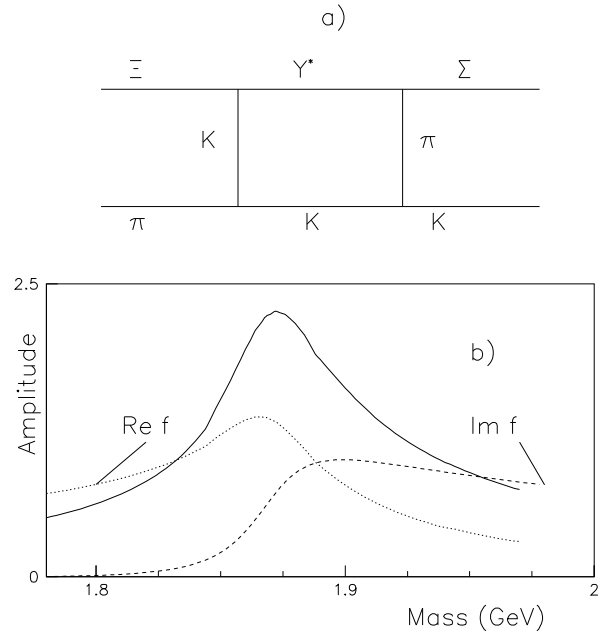 a)
Ξ Y* Σ
K π
π K K
2.5
b)
Amplitude
Re f Im f
0
1.8 1.9 2
Mass (GeV)